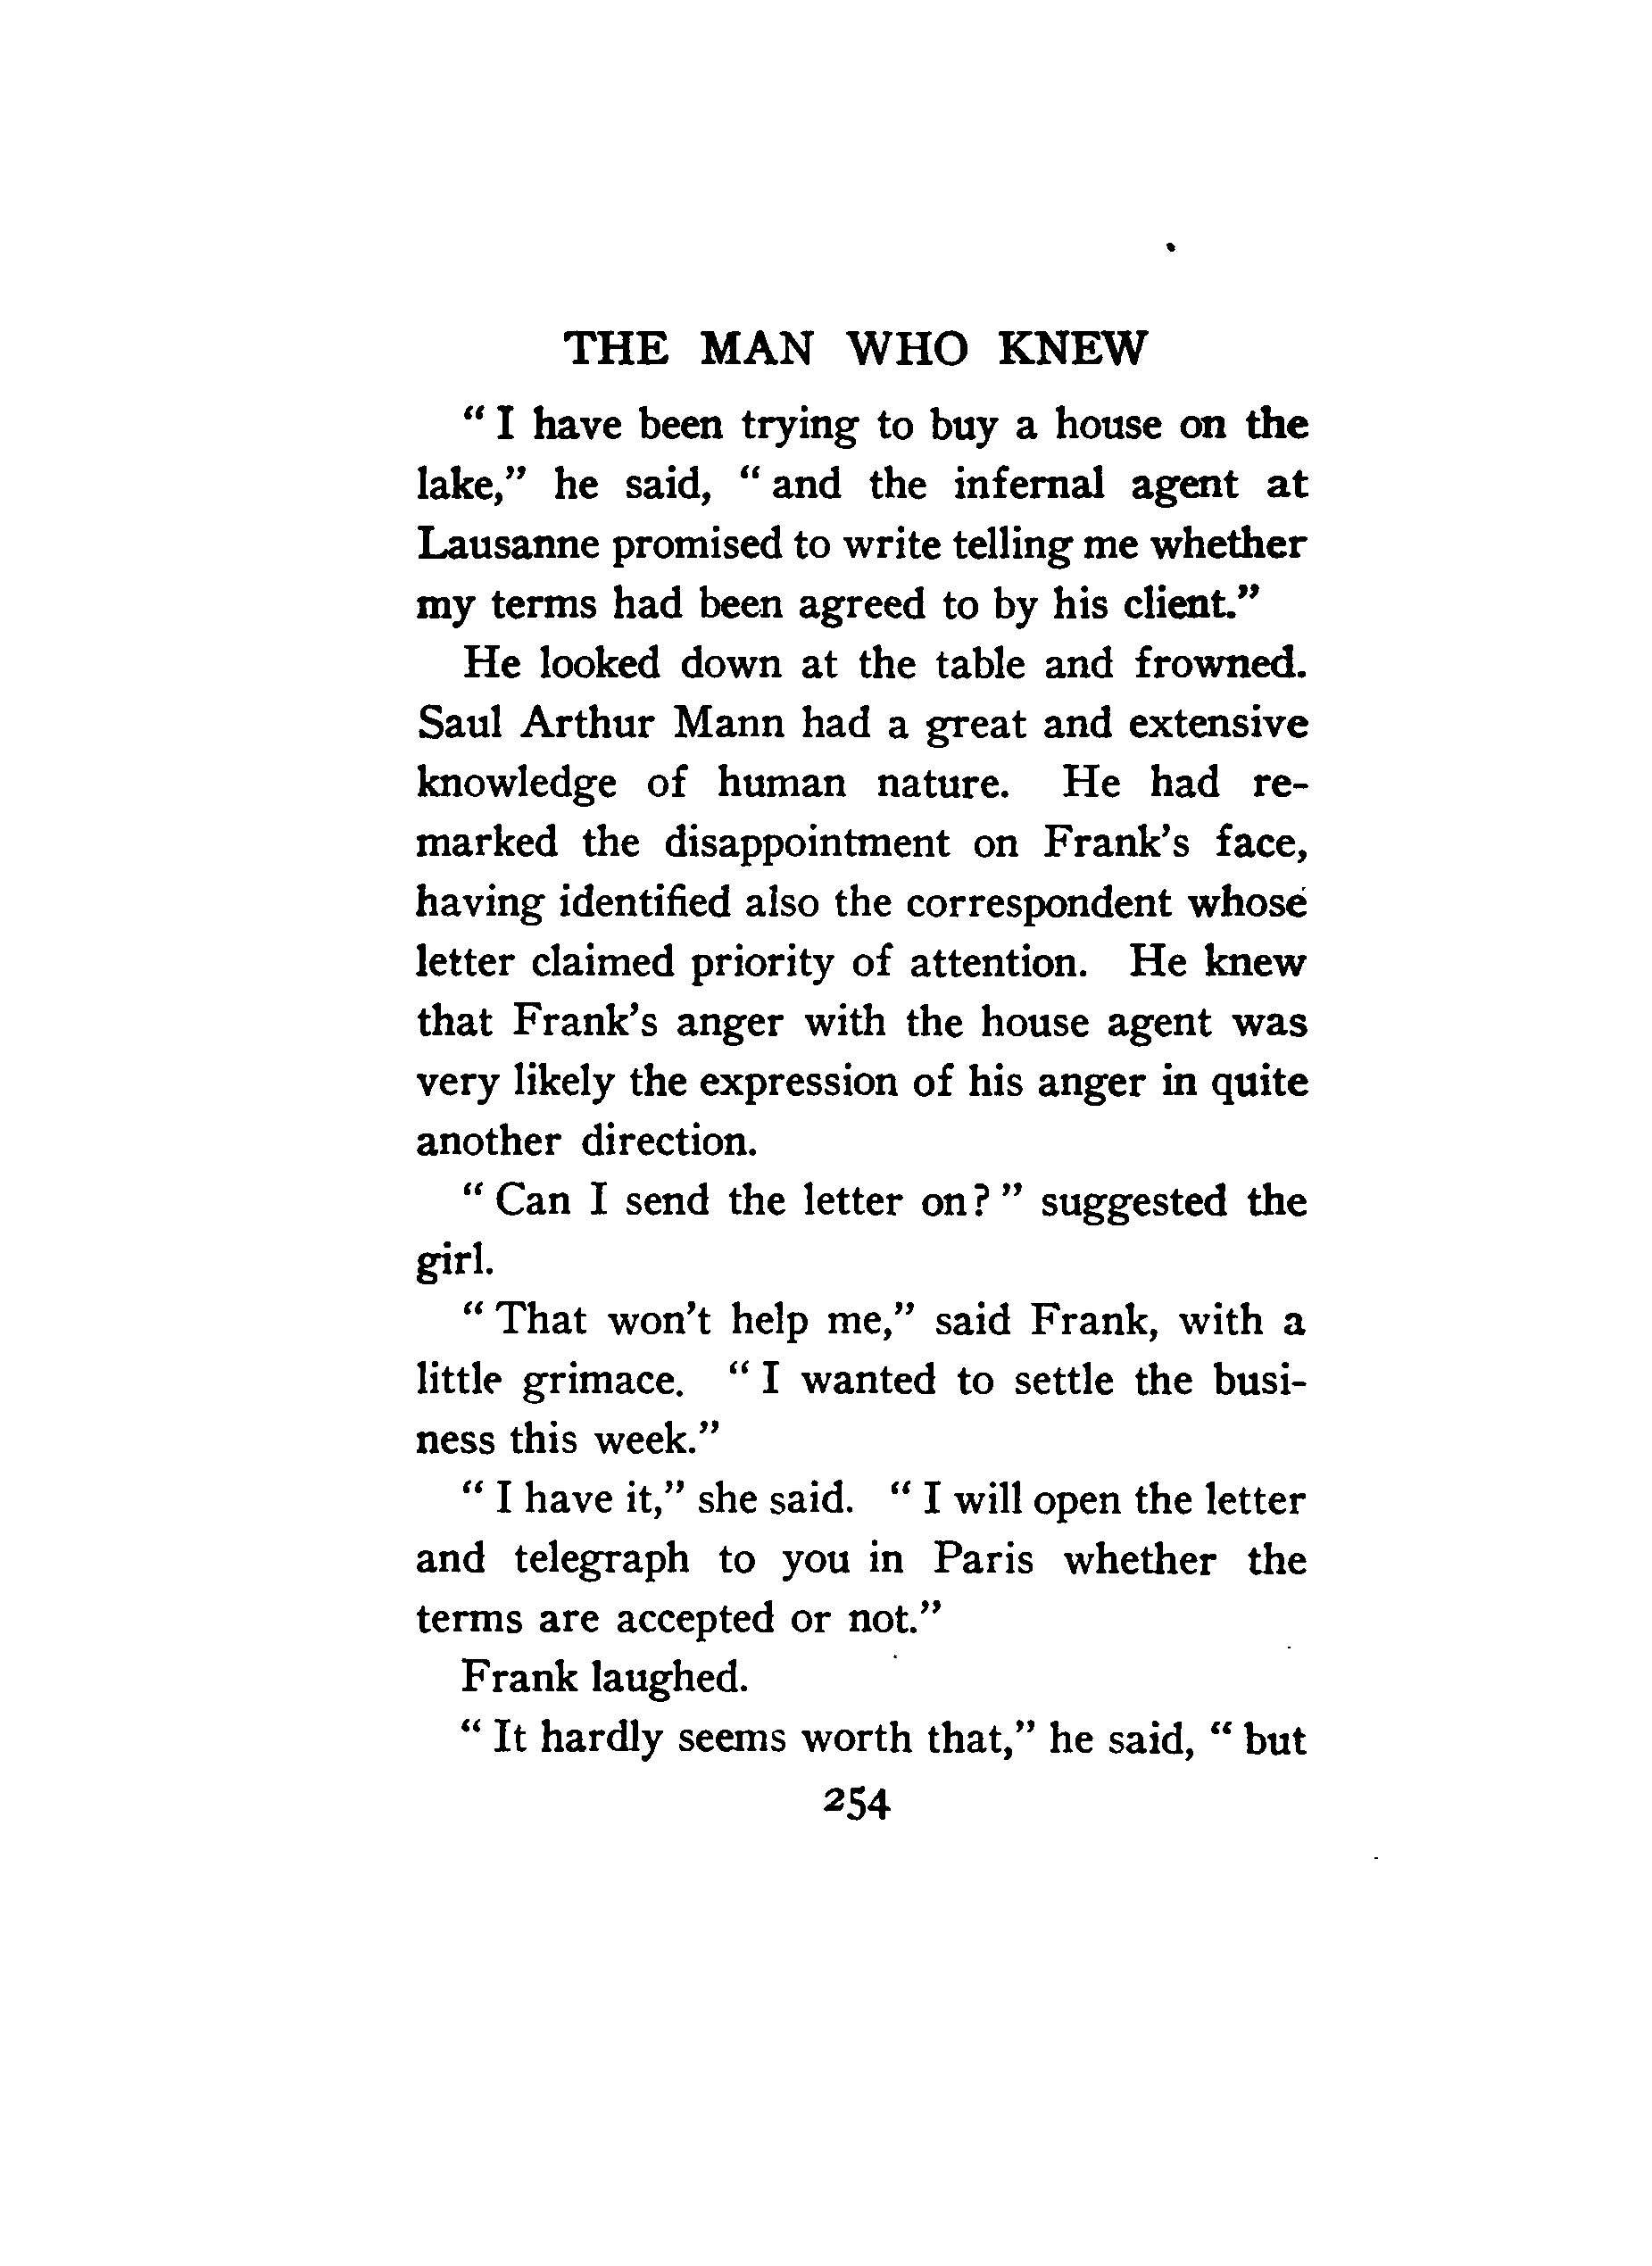 THE MAN WHO KNEW
" I have been trying to buy a house on the
lake," he said, " and the infernal agent at
Lausanne promised to write telling me whether
my terms had been agreed to by his client."
He looked down at the table and frowned.
Saul Arthur Mann had a great and extensive
knowledge of human nature. He had re-
marked the disappointment on Frank's face,
having identified also the correspondent whose
letter claimed priority of attention. He knew
that Frank's anger with the house agent was
very likely the expression of his anger in quite
another direction.
" Can I send the letter on? " suggested the
girl.
" That won't help me," said Frank, with a
little grimace. " I wanted to settle the busi-
ness this week."
" I have it," she said. " I will open the letter
and telegraph to you in Paris whether the
terms are accepted or not."
Frank laughed.
" It hardly seems worth that," he said, " but
254